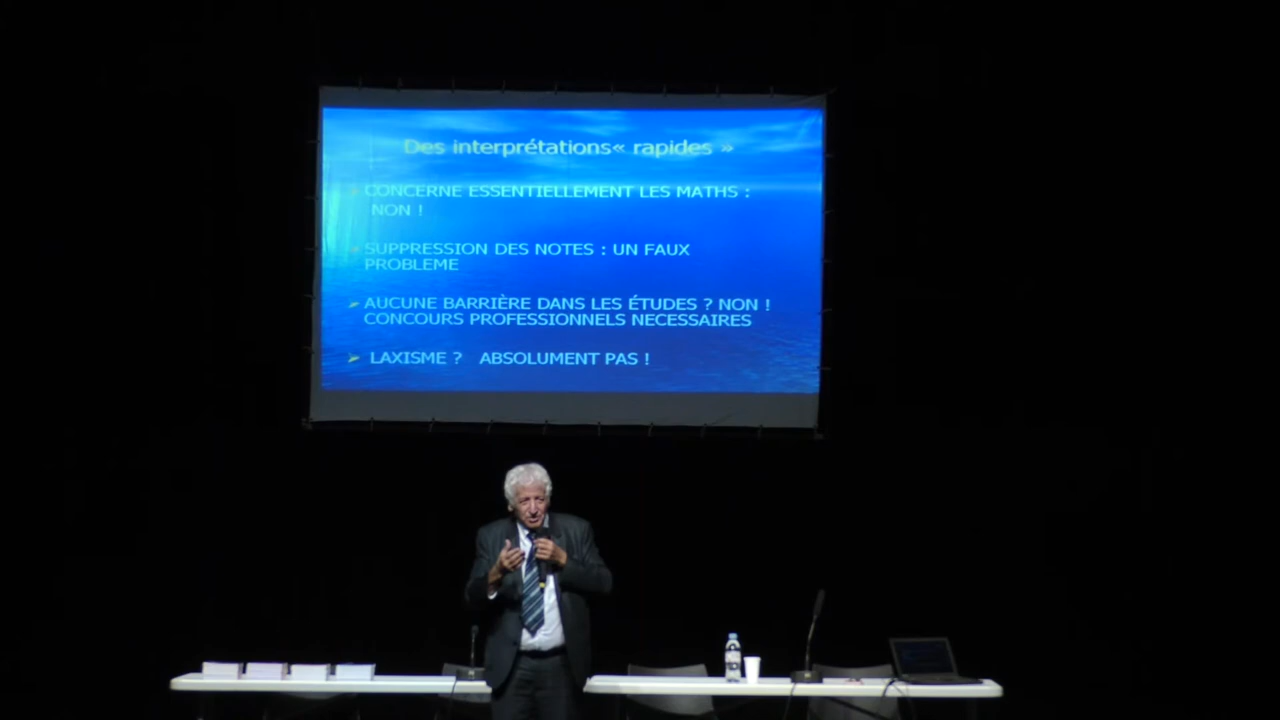 Des interprétations« rapides »
CONCERNE ESSENTIELLEMENT LES MATHS :
NON !
SUPPRESSION DES NOTES : UN FAUX
PROBLEME
AUCUNE BARRIÈRE DANS LES ÉTUDES ? NON !
CONCOURS PROFESSIONNELS NECESSAIRES
LAXISME ? ABSOLUMENT PAS !